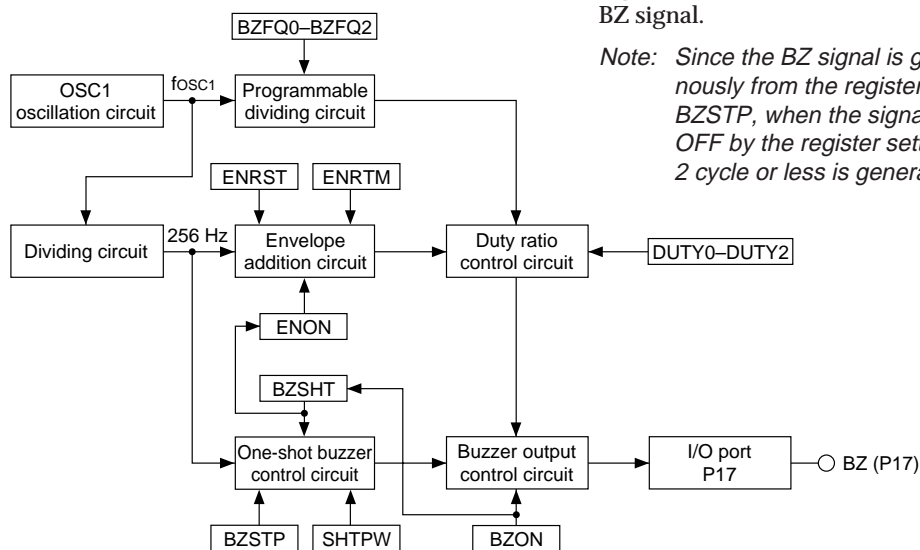 BZ signal.
Note: Since the BZ signal is g
nously from the register
BZSTP, when the signa
OFF by the register sett
2 cycle or less is genera
BZFQ0–BZFQ2
OSC1
oscillation circuit
fOSC1
Programmable
dividing circuit
ENRST
ENRTM
Dividing circuit
256 Hz
Envelope
addition circuit
Duty ratio
control circuit
DUTY0–DUTY2
ENON
BZSHT
One-shot buzzer
control circuit
Buzzer output
control circuit
I/O port
P17
BZ (P17)
BZSTP
SHTPW
BZON